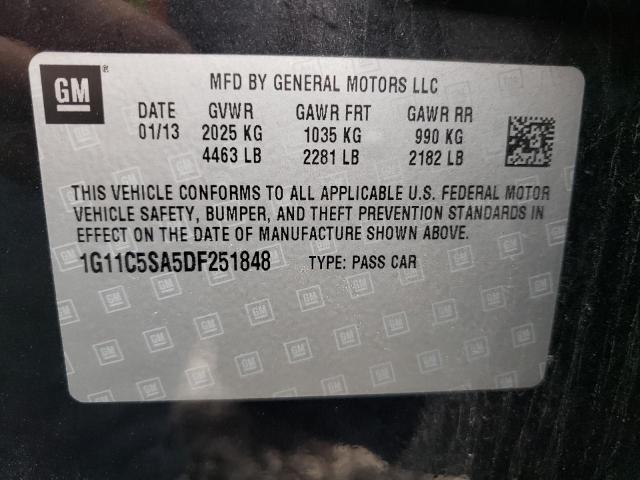 GM ® MFD BY GENERAL MOTORS LLC
DATE GVWR GAWR FRT GAWR RR
01/13 2025 KG 1035 KG 990 KG
4463 LB 2281 LB 2182 LB
THIS VEHICLE CONFORMS TO ALL APPLICABLE U.S. FEDERAL MOTOR
VEHICLE SAFETY, BUMPER, AND THEFT PREVENTION STANDARDS IN
EFFECT ON THE DATE OF MANUFACTURE SHOWN ABOVE.
1G11C5SA5DF251848 TYPE: PASS CAR